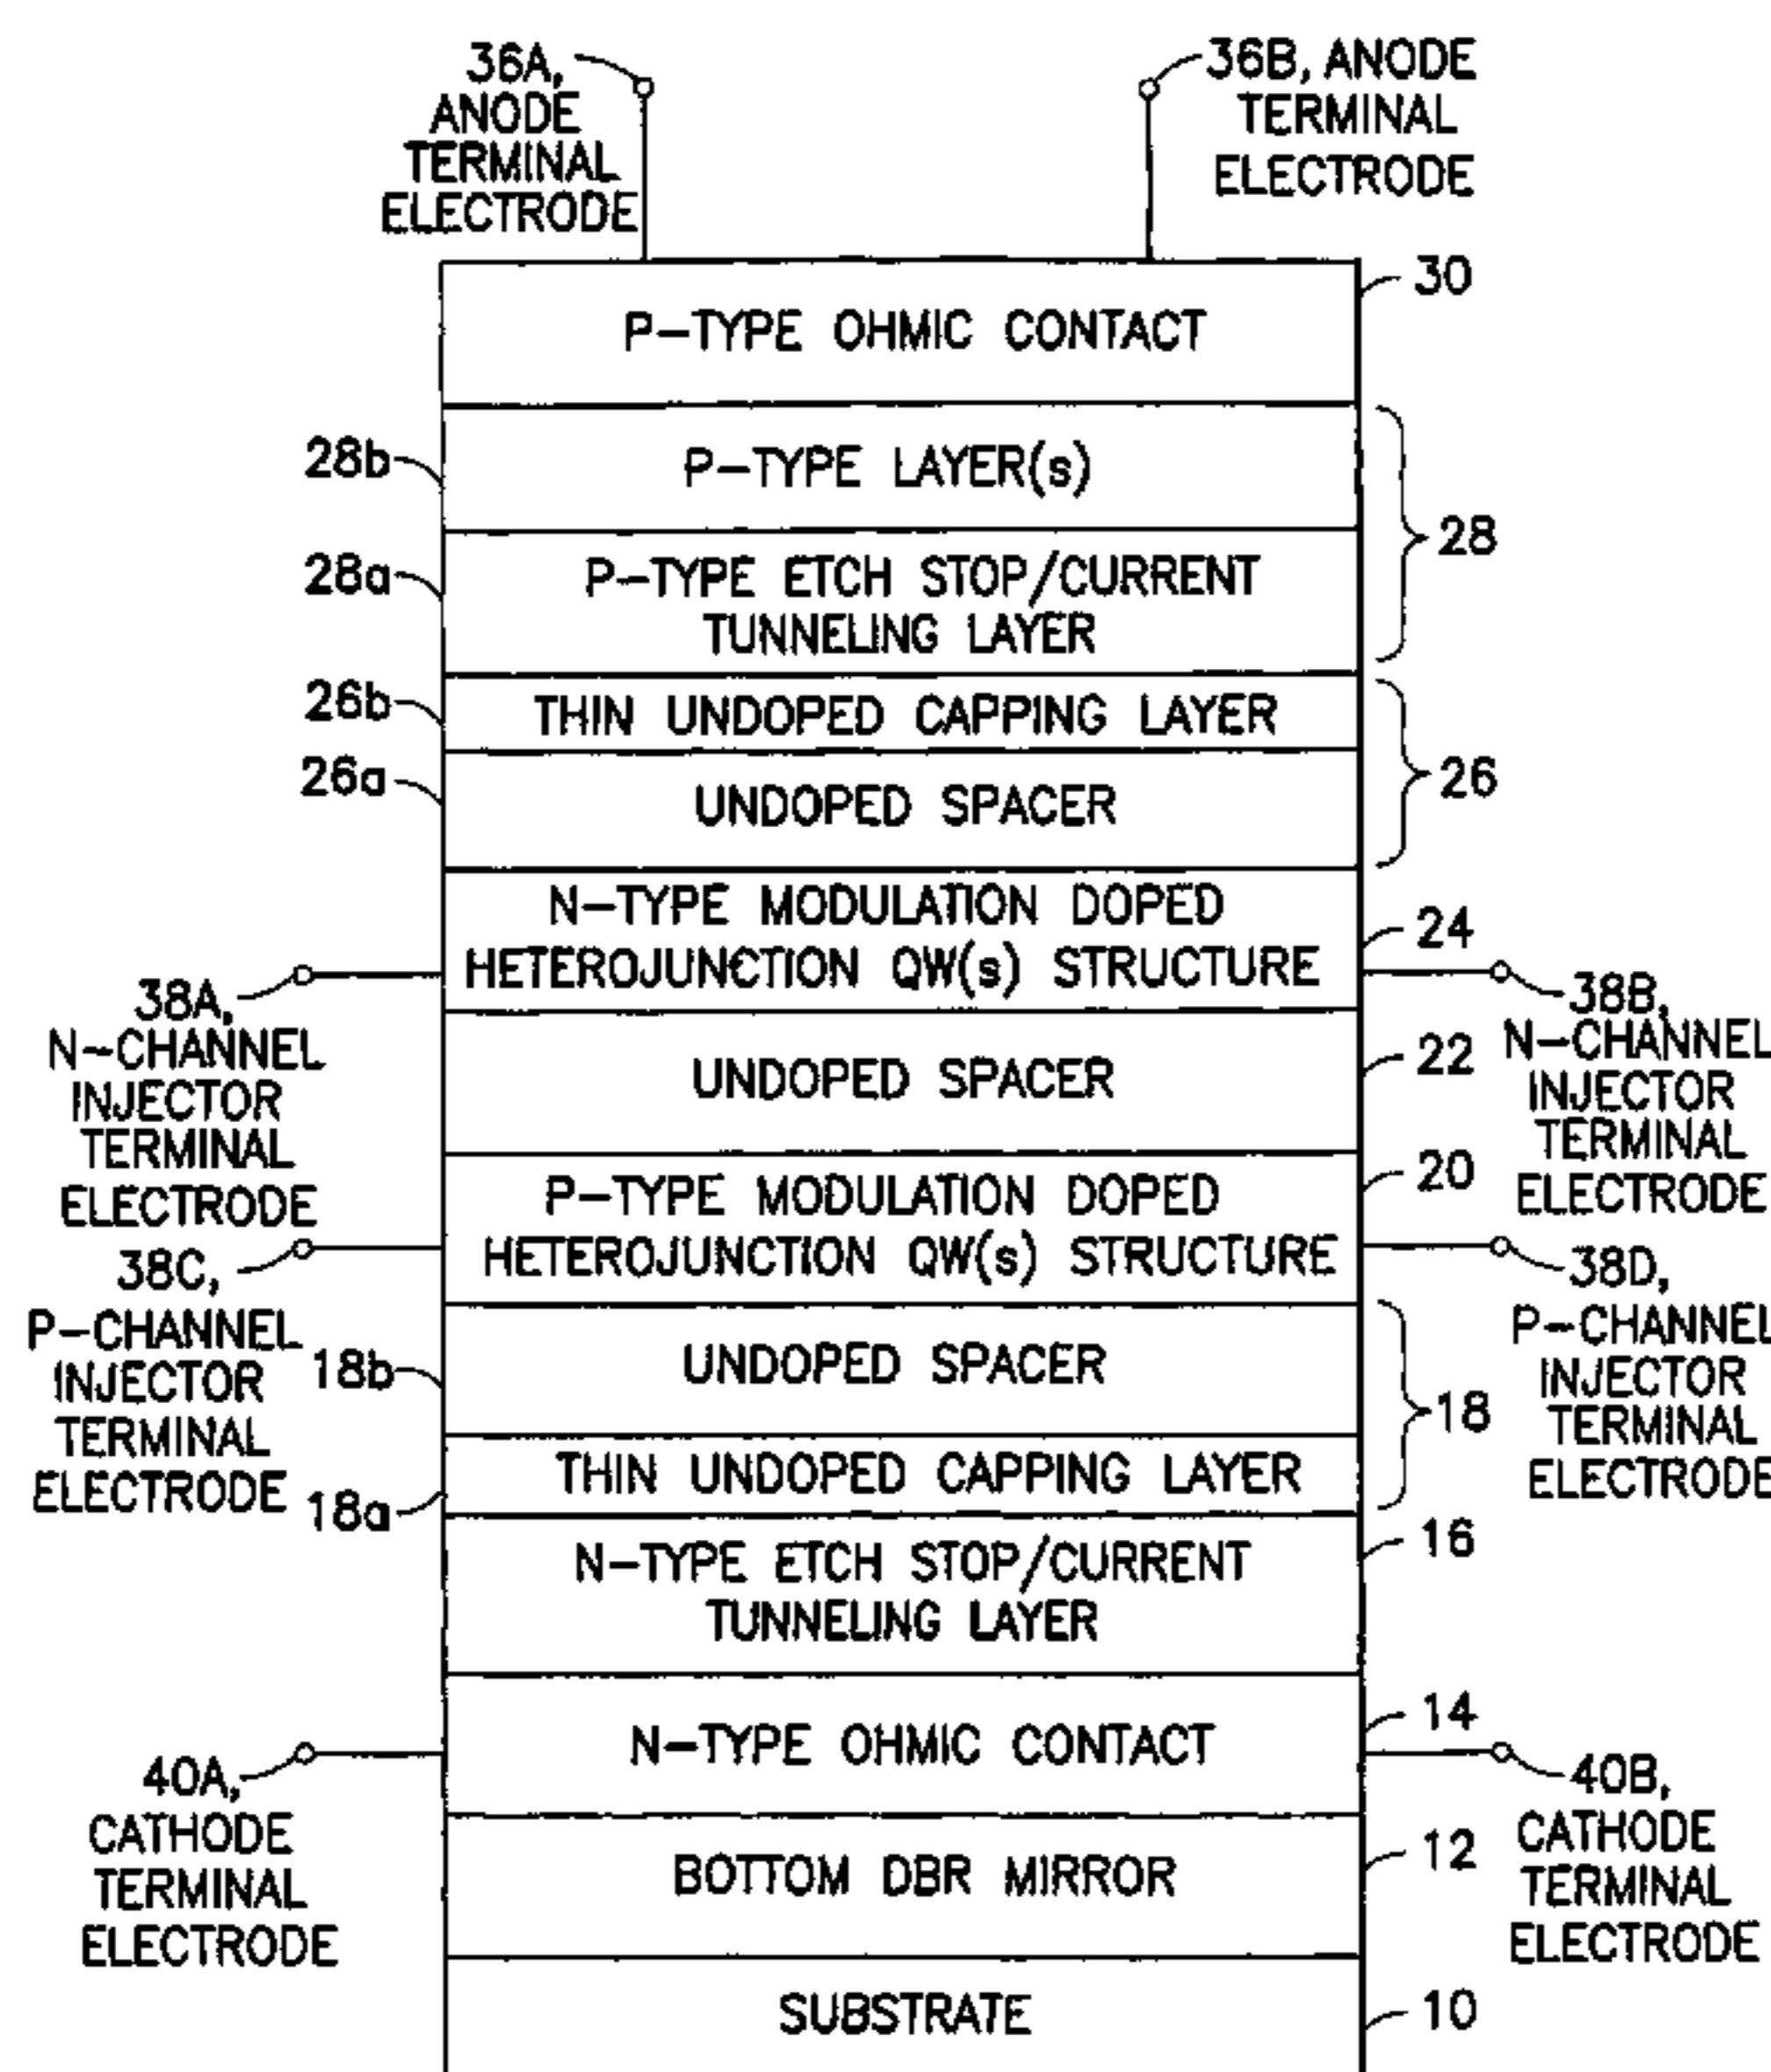 36A,
ANODE
TERMINAL
ELECTRODE
36B, ANODE
TERMINAL
ELECTRODE
30
P-TYPE OHMIC CONTACT
28b
P-TYPE LAYER(s)
28
28a
P-TYPE ETCH STOP/CURRENT
TUNNELING LAYER
26b
THIN UNDOPED CAPPING LAYER
26
26a
UNDOPED SPACER
N-TYPE MODULATION DOPED
HETEROJUNCTION QW(s) STRUCTURE
24
38A,
N-CHANNEL
INJECTOR
TERMINAL
ELECTRODE
38B,
N-CHANNEL
INJECTOR
TERMINAL
ELECTRODE
UNDOPED SPACER
22
P-TYPE MODULATION DOPED
HETEROJUNCTION QW(s) STRUCTURE
20
38C,
P-CHANNEL
INJECTOR
TERMINAL
ELECTRODE
38D,
P-CHANNEL
INJECTOR
TERMINAL
ELECTRODE
18b
UNDOPED SPACER
18
18a
THIN UNDOPED CAPPING LAYER
N-TYPE ETCH STOP/CURRENT
TUNNELING LAYER
16
N-TYPE OHMIC CONTACT
14
40A,
CATHODE
TERMINAL
ELECTRODE
40B,
CATHODE
TERMINAL
ELECTRODE
BOTTOM DBR MIRROR
12
SUBSTRATE
10